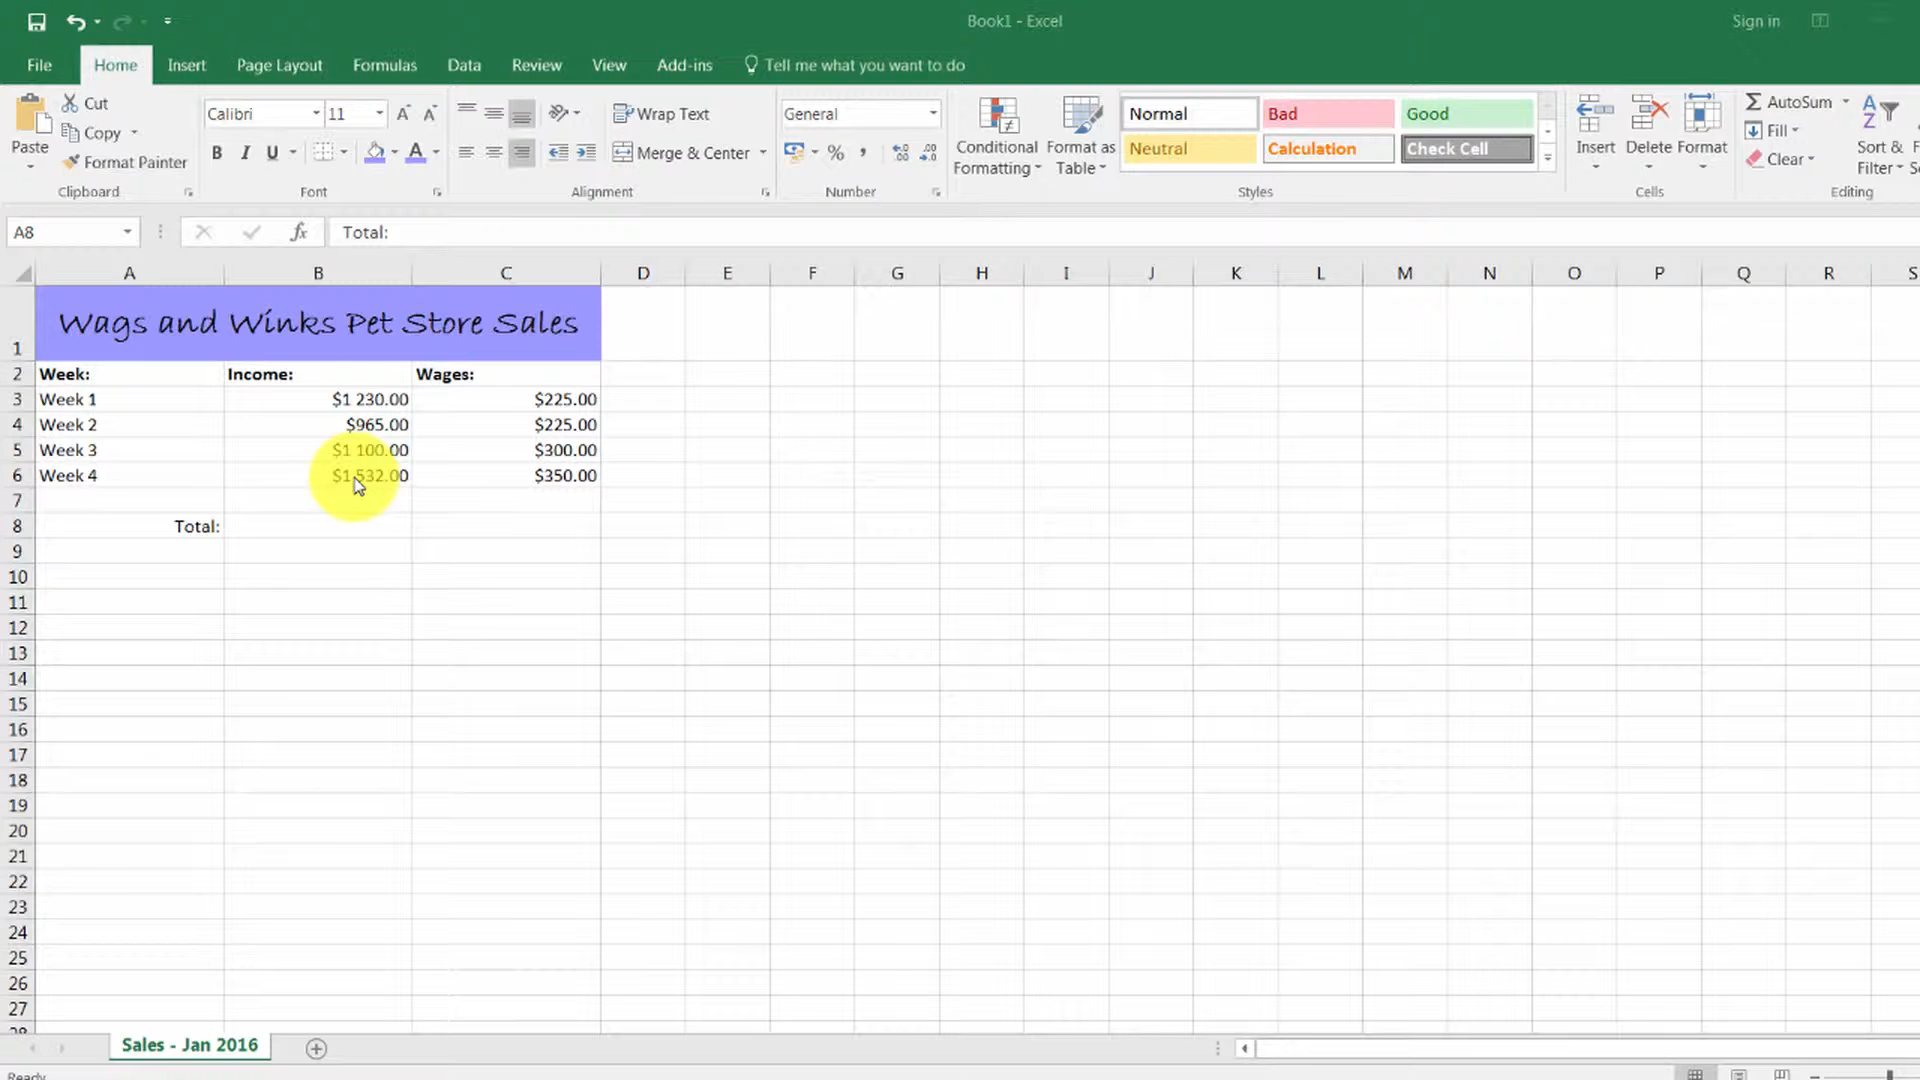 Book1 - Excel
Sign in
File Home Insert Page Layout Formulas Data Review View Add-ins Tell me what you want to do
Paste
Cut
Copy
Format Painter
Clipboard
Calibri 11
B I U
Font
Wrap Text
Merge & Center
Alignment
General
%
Number
Conditional Formatting
Format as Table
Normal Bad Good
Neutral Calculation Check Cell
Styles
Insert Delete Format
Cells
AutoSum
Fill
Clear
Sort &
Filter
Editing
A8 fx Total:
A B C D E F G H I J K L M N O P Q R S
1 Wags and Winks Pet Store Sales
2 Week: Income: Wages:
3 Week 1 $1 230.00 $225.00
4 Week 2 $965.00 $225.00
5 Week 3 $1 100.00 $300.00
6 Week 4 $1 532.00 $350.00
7
8 Total:
9
10
11
12
13
14
15
16
17
18
19
20
21
22
23
24
25
26
27
28
Sales - Jan 2016
Ready